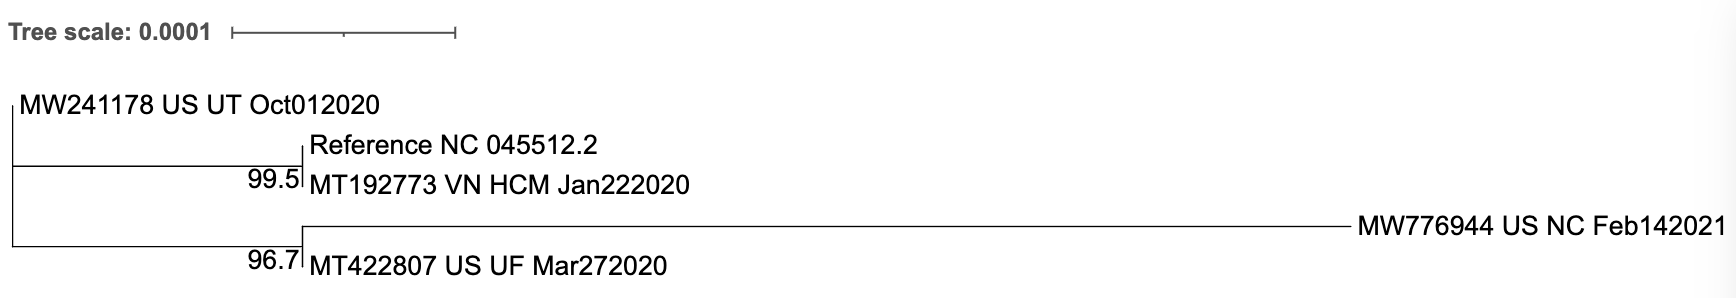 Tree scale: 0.0001
MW241178 US UT Oct012020
Reference NC 045512.2
99.5
MT192773 VN HCM Jan222020
MW776944 US NC Feb142021
96.7
MT422807 US UF Mar272020